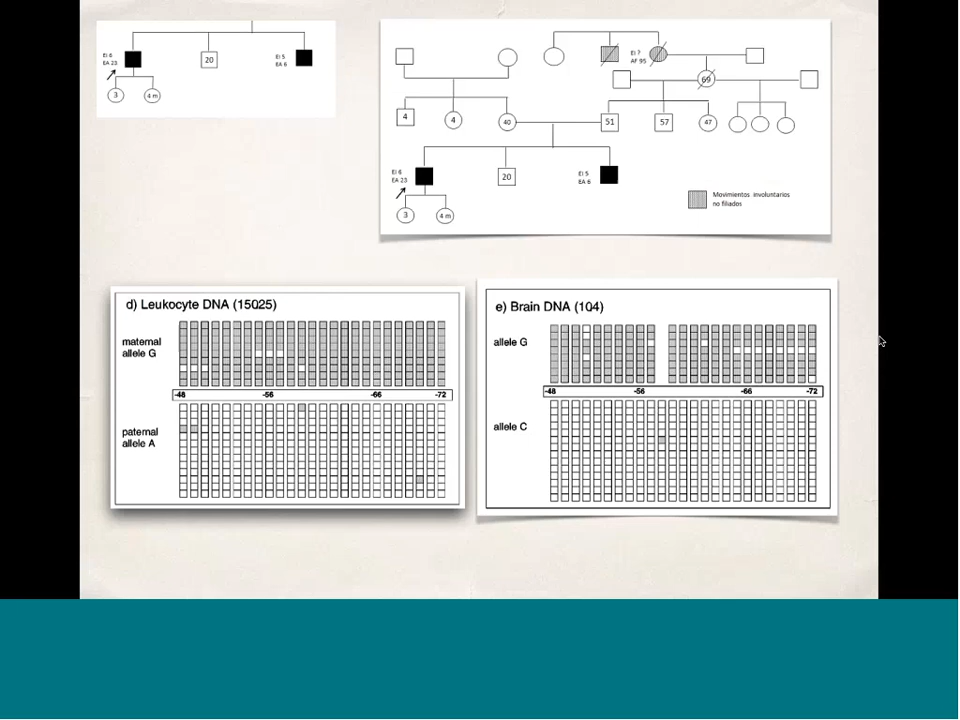 EI 6
EA 23
20
EI 5
EA 6
3
4 m
EI ?
AF 95
69
4
4
40
51
57
47
EI 6
EA 23
20
EI 5
EA 6
3
4 m
Movimientos involuntarios
no filiados
d) Leukocyte DNA (15025)
maternal
allele G
-48 -56 -66 -72
paternal
allele A
e) Brain DNA (104)
allele G
-48 -56 -66 -72
allele C